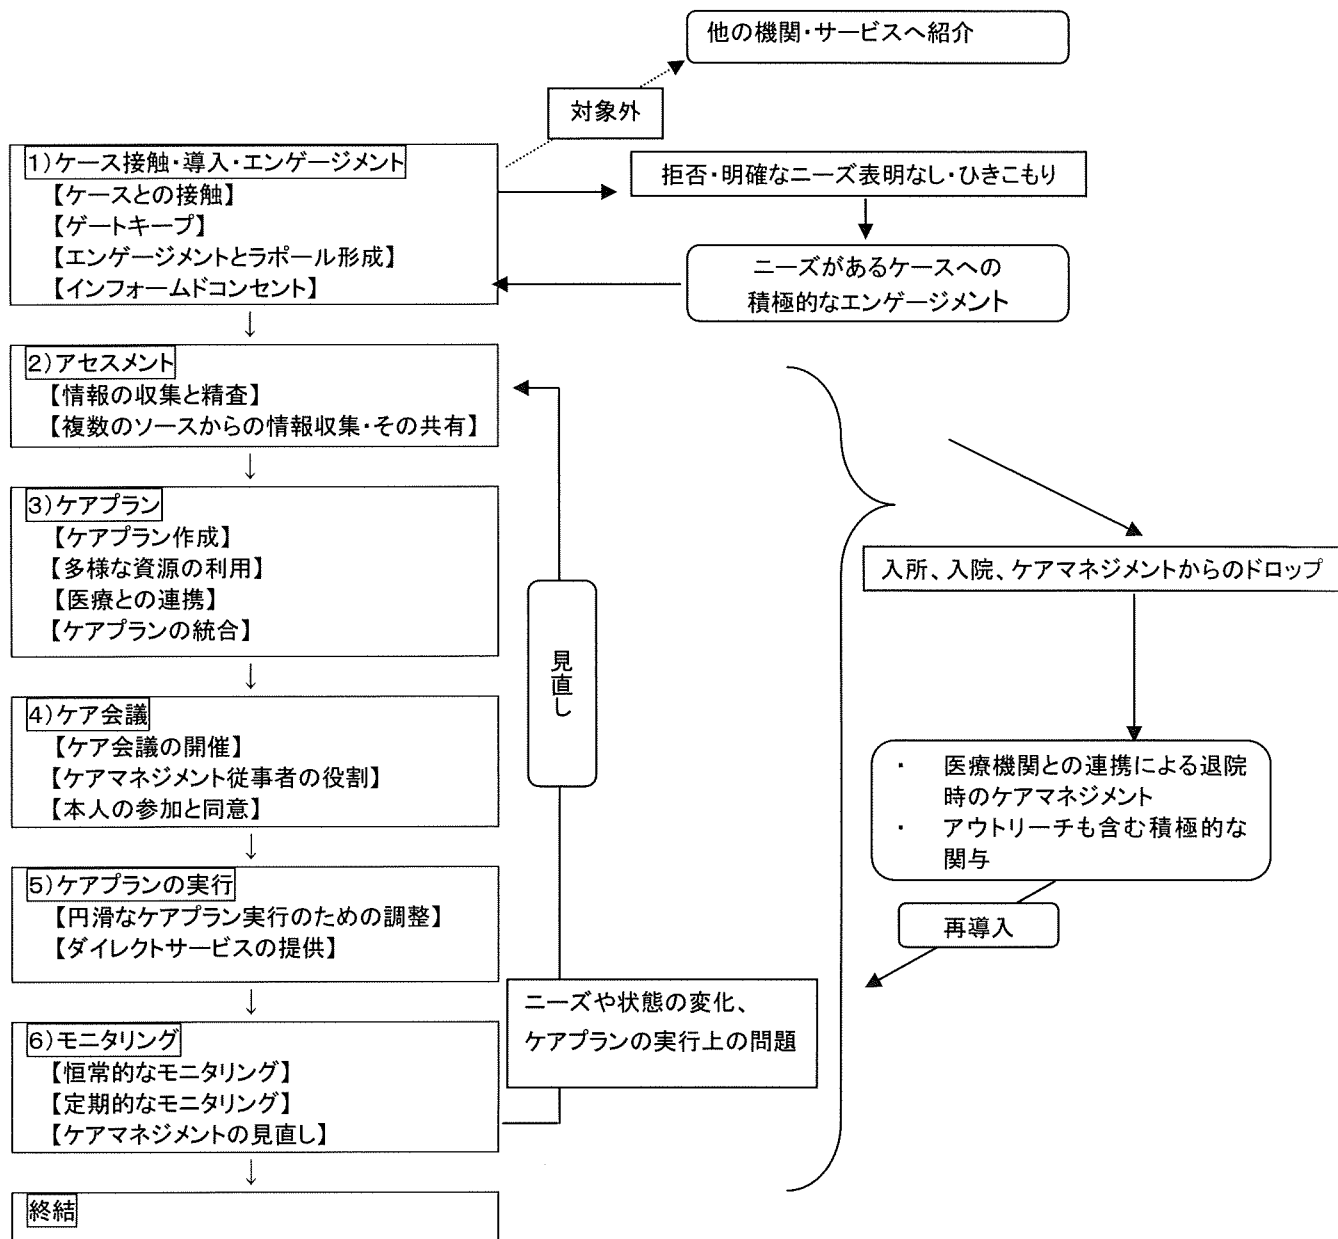 他の機関・サービスへ紹介
対象外
1)ケース接触・導入・エンゲージメント
【ケースとの接触】
【ゲートキープ】
【エンゲージメントとラポール形成】
【インフォームドコンセント】
拒否・明確なニーズ表明なし・ひきこもり
ニーズがあるケースへの
積極的なエンゲージメント
↓
2)アセスメント
【情報の収集と精査】
【複数のソースからの情報収集・その共有】
↓
3)ケアプラン
【ケアプラン作成】
【多様な資源の利用】
【医療との連携】
【ケアプランの統合】
↓
4)ケア会議
【ケア会議の開催】
【ケアマネジメント従事者の役割】
【本人の参加と同意】
↓
5)ケアプランの実行
【円滑なケアプラン実行のための調整】
【ダイレクトサービスの提供】
↓
6)モニタリング
【恒常的なモニタリング】
【定期的なモニタリング】
【ケアマネジメントの見直し】
↓
終結
見直し
ニーズや状態の変化、
ケアプランの実行上の問題
入所、入院、ケアマネジメントからのドロップ
・ 医療機関との連携による退院
時のケアマネジメント
・ アウトリーチも含む積極的な
関与
再導入